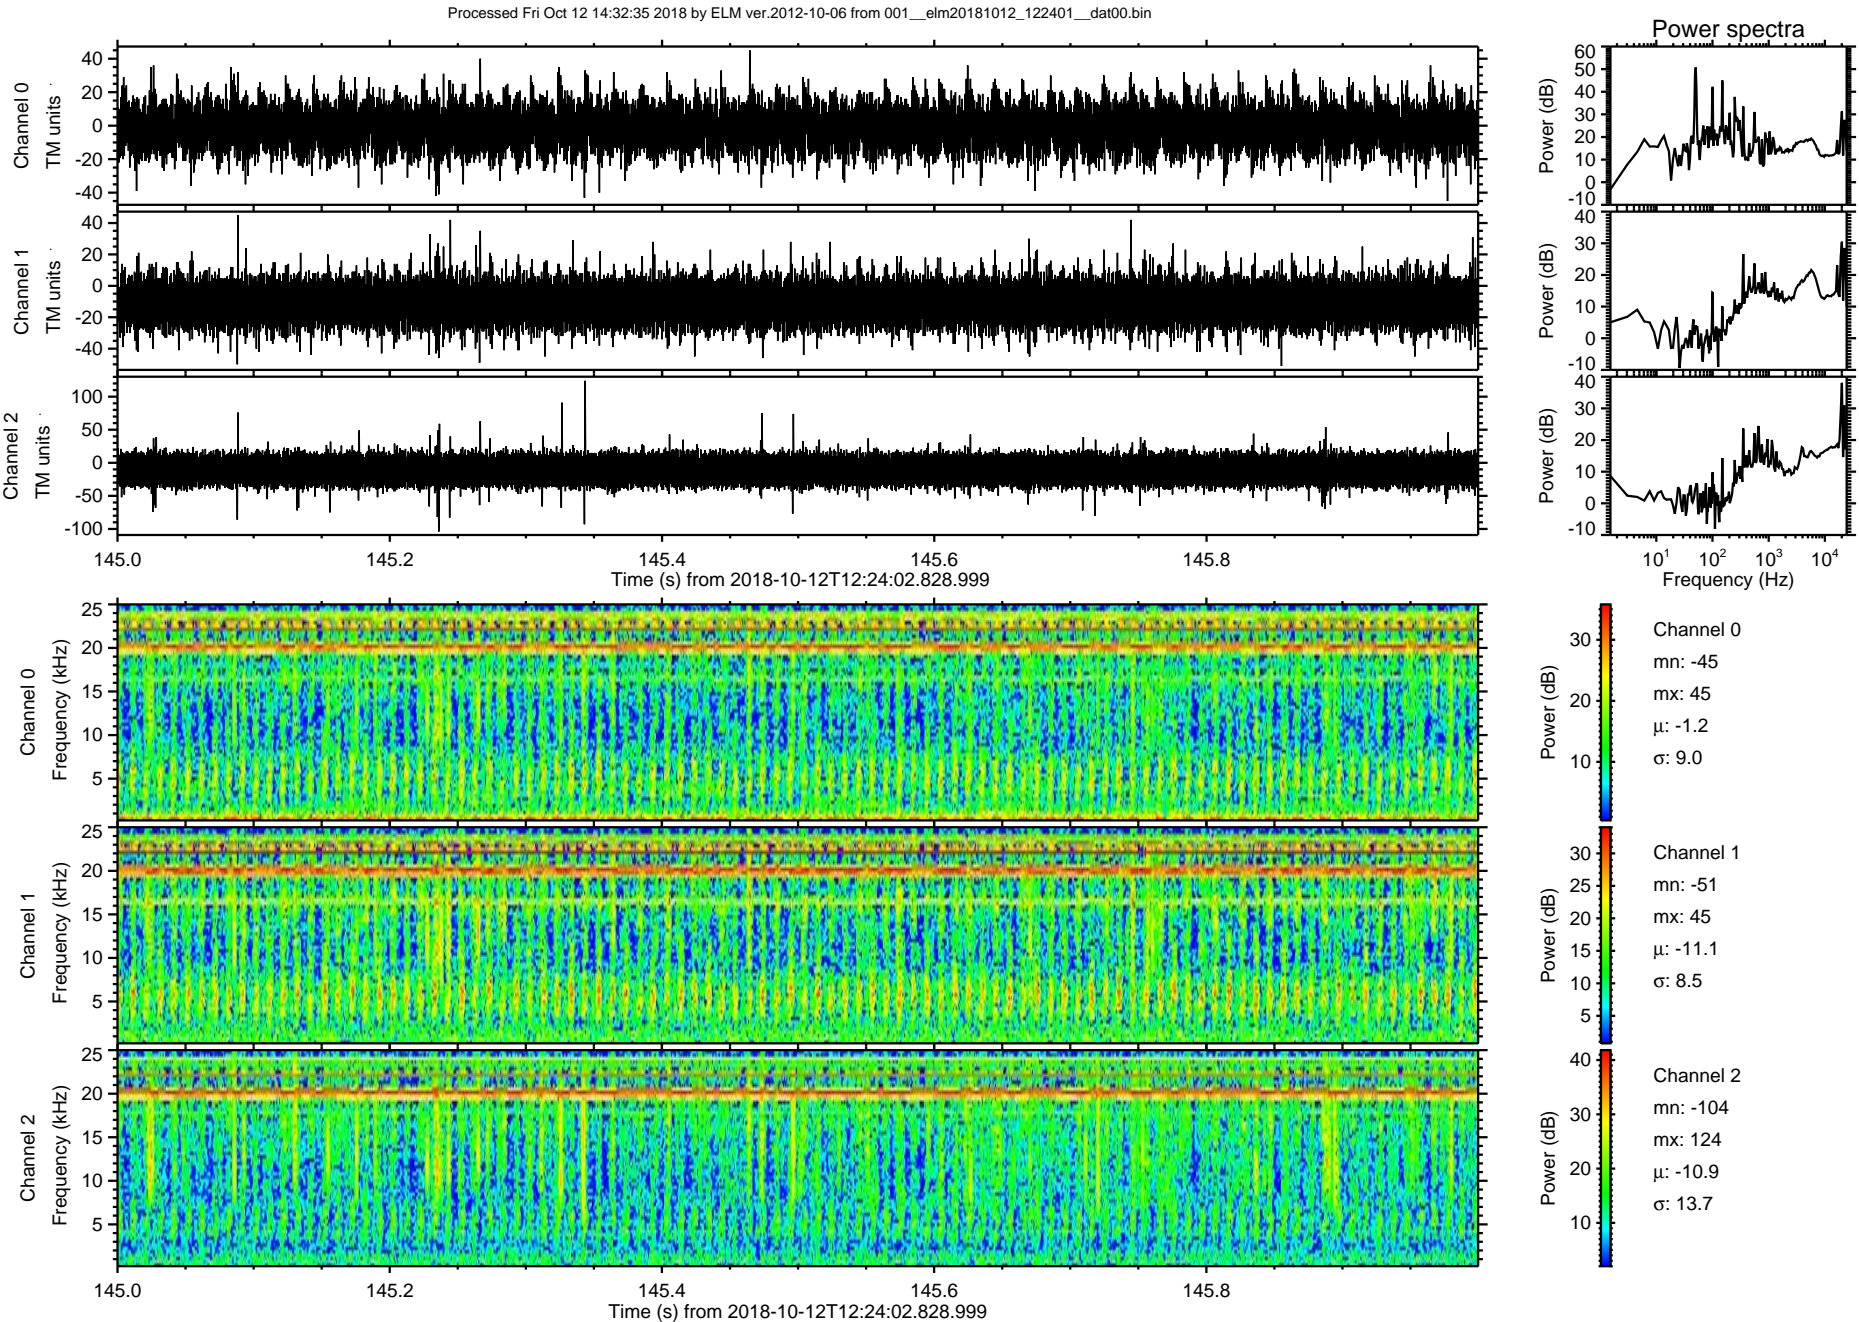 Processed Fri Oct 12 14:32:35 2018 by ELM ver.2012-10-06 from 001__elm20181012_122401__dat00.bin
Power spectra
Channel 0
TM units
40
20
0
-20
-40
Power (dB)
60
50
40
30
20
10
0
-10
Channel 1
TM units
40
20
0
-20
-40
Power (dB)
40
30
20
10
0
-10
Channel 2
TM units
100
50
0
-50
-100
Power (dB)
40
30
20
10
0
-10
145.0 145.2 145.4 145.6 145.8
Time (s) from 2018-10-12T12:24:02.828.999
10^1 10^2 10^3 10^4
Frequency (Hz)
Channel 0
Frequency (kHz)
25
20
15
10
5
Power (dB)
30
20
10
Channel 0
mn: -45
mx: 45
μ: -1.2
σ: 9.0
Channel 1
Frequency (kHz)
25
20
15
10
5
Power (dB)
30
25
20
15
10
5
Channel 1
mn: -51
mx: 45
μ: -11.1
σ: 8.5
Channel 2
Frequency (kHz)
25
20
15
10
5
Power (dB)
40
30
20
10
Channel 2
mn: -104
mx: 124
μ: -10.9
σ: 13.7
145.0 145.2 145.4 145.6 145.8
Time (s) from 2018-10-12T12:24:02.828.999